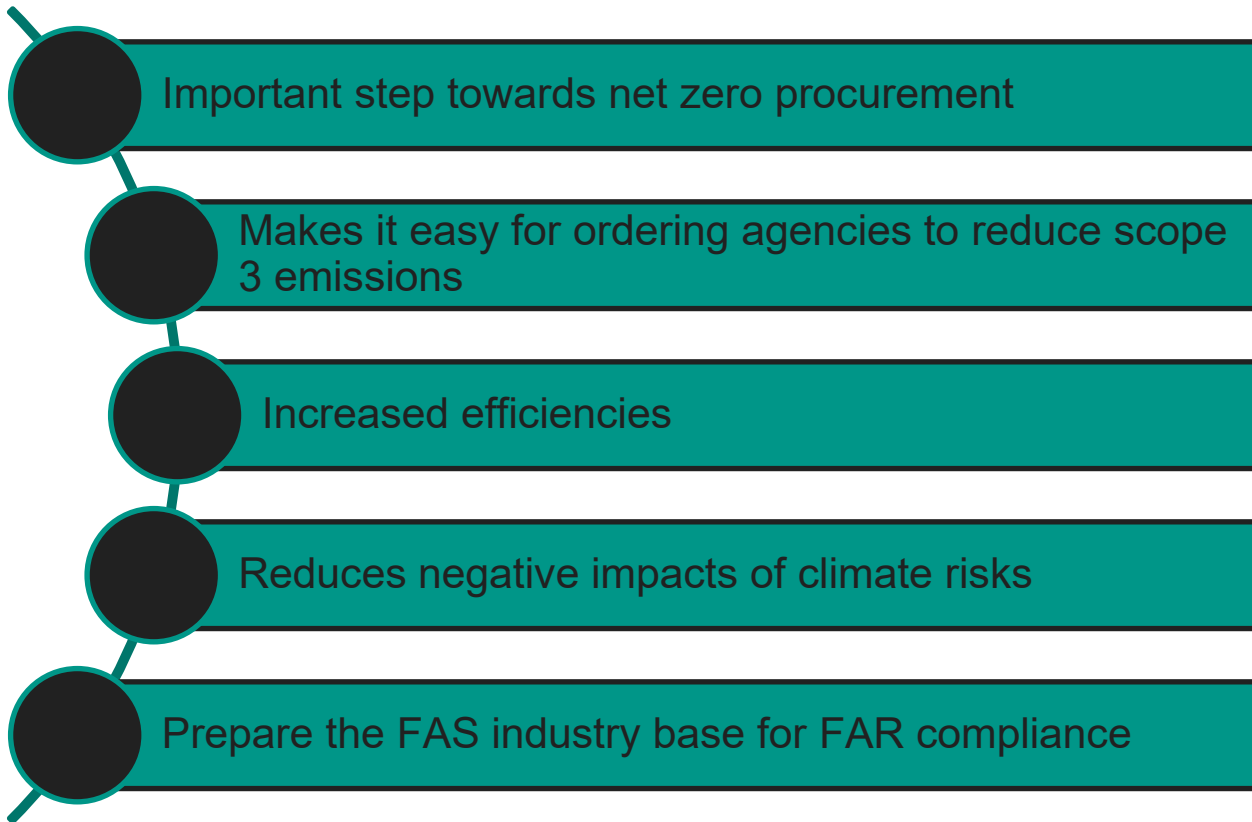 Important step towards net zero procurement
Makes it easy for ordering agencies to reduce scope
3 emissions
Increased efficiencies
Reduces negative impacts of climate risks
Prepare the FAS industry base for FAR compliance